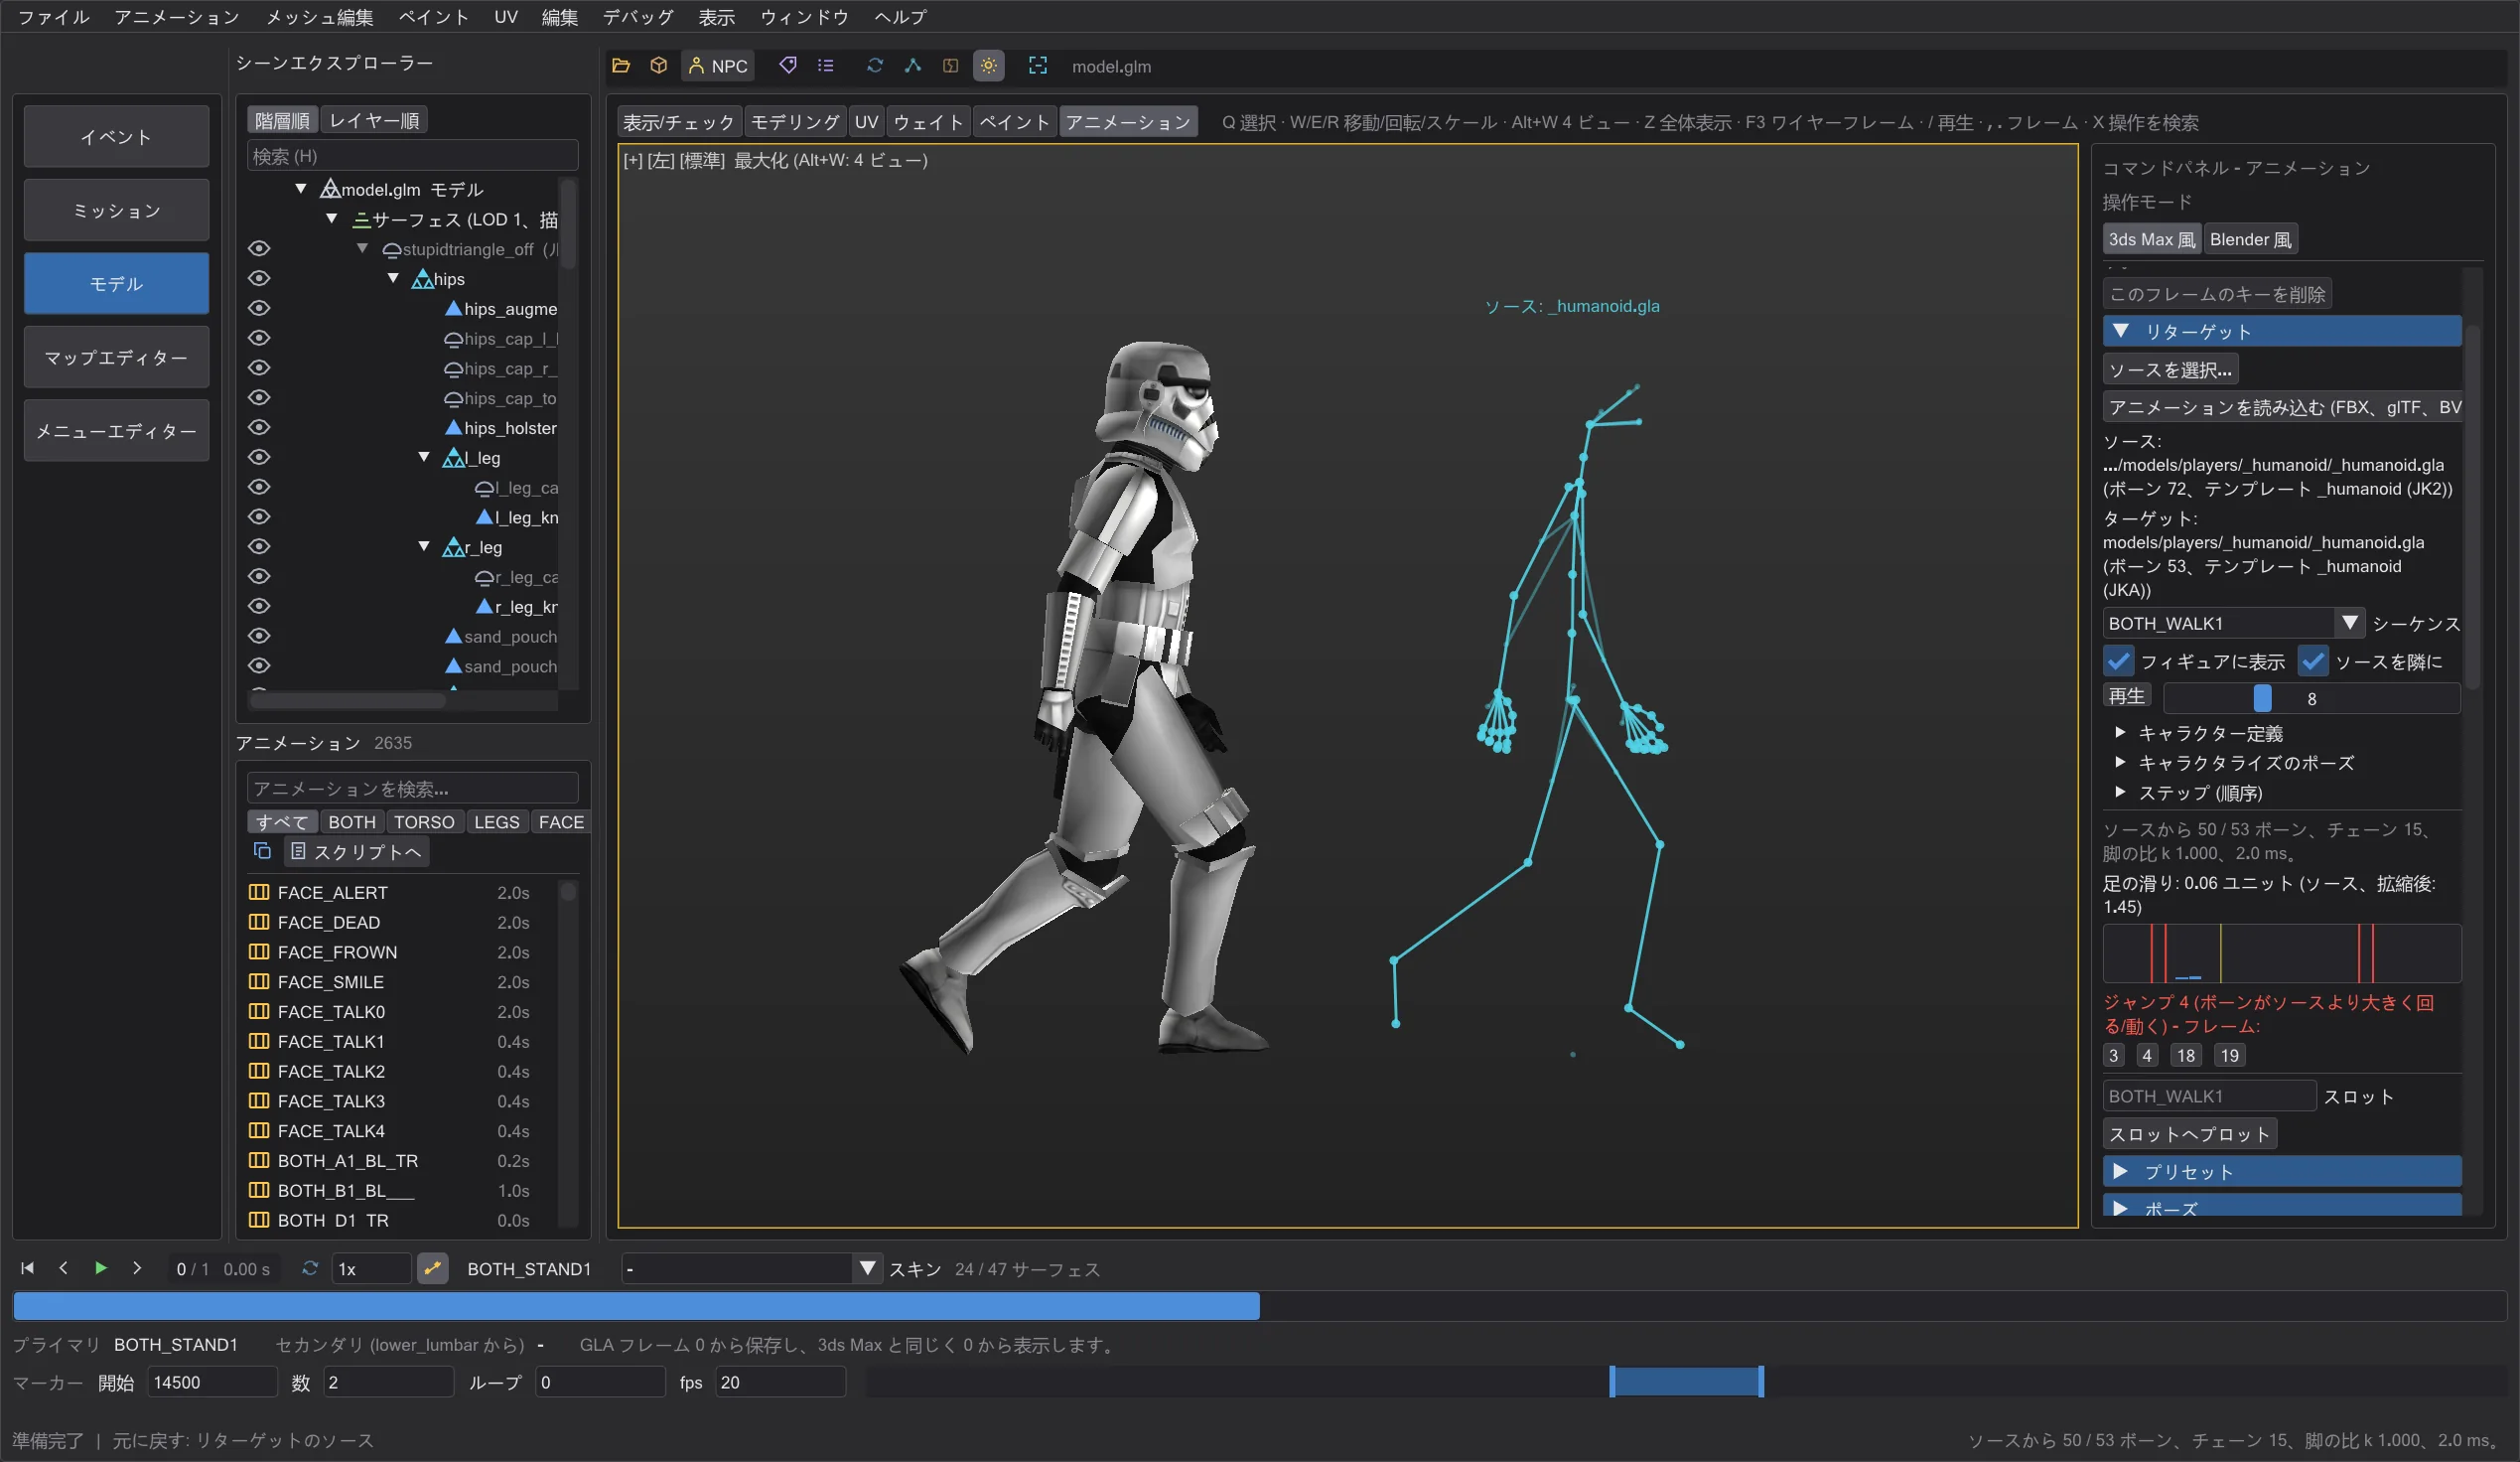 ファイル アニメーション メッシュ編集 ペイント UV 編集 デバッグ 表示 ウィンドウ ヘルプ
イベント
ミッション
モデル
マップエディター
メニューエディター
シーンエクスプローラー
階層順 レイヤー順
検索 (H)
model.glm モデル
サーフェス (LOD 1、描
stupidtriangle_off
hips
hips_augme
hips_cap_l_
hips_cap_r_
hips_cap_to
hips_holster
l_leg
l_leg_ca
l_leg_kn
r_leg
r_leg_ca
r_leg_kn
sand_pouch
sand_pouch
アニメーション 2635
アニメーションを検索...
すべて BOTH TORSO LEGS FACE
スクリプトへ
FACE_ALERT 2.0s
FACE_DEAD 2.0s
FACE_FROWN 2.0s
FACE_SMILE 2.0s
FACE_TALK0 2.0s
FACE_TALK1 0.4s
FACE_TALK2 0.4s
FACE_TALK3 0.4s
FACE_TALK4 0.4s
BOTH_A1_BL_TR 0.2s
BOTH_B1_BL___ 1.0s
BOTH_D1_TR 0.0s
NPC model.glm
表示/チェック モデリング UV ウェイト ペイント アニメーション Q 選択 · W/E/R 移動/回転/スケール · Alt+W 4 ビュー · Z 全体表示 · F3 ワイヤーフレーム · / 再生 · , . フレーム · X 操作を検索
[+] [左] [標準] 最大化 (Alt+W: 4 ビュー)
ソース: _humanoid.gla
コマンドパネル - アニメーション
操作モード
3ds Max 風 Blender 風
このフレームのキーを削除
リターゲット
ソースを選択...
アニメーションを読み込む (FBX、glTF、BV
ソース:
.../models/players/_humanoid/_humanoid.gla
(ボーン 72、テンプレート _humanoid (JK2))
ターゲット:
models/players/_humanoid/_humanoid.gla
(ボーン 53、テンプレート _humanoid
(JKA))
BOTH_WALK1 シーケンス
フィギュアに表示 ソースを隣に
再生 8
キャラクター定義
キャラクタライズのポーズ
ステップ (順序)
ソースから 50 / 53 ボーン、チェーン 15、
脚の比 k 1.000、2.0 ms。
足の滑り: 0.06 ユニット (ソース、拡縮後:
1.45)
ジャンプ 4 (ボーンがソースより大きく回
る/動く) - フレーム:
3 4 18 19
BOTH_WALK1 スロット
スロットへプロット
プリセット
ポーズ
0 / 1 0.00 s 1x BOTH_STAND1 - スキン 24 / 47 サーフェス
プライマリ BOTH_STAND1 セカンダリ (lower_lumbar から) - GLA フレーム 0 から保存し、3ds Max と同じく 0 から表示します。
マーカー 開始 14500 数 2 ループ 0 fps 20
準備完了 | 元に戻す: リターゲットのソース
ソースから 50 / 53 ボーン、チェーン 15、脚の比 k 1.000、2.0 ms。